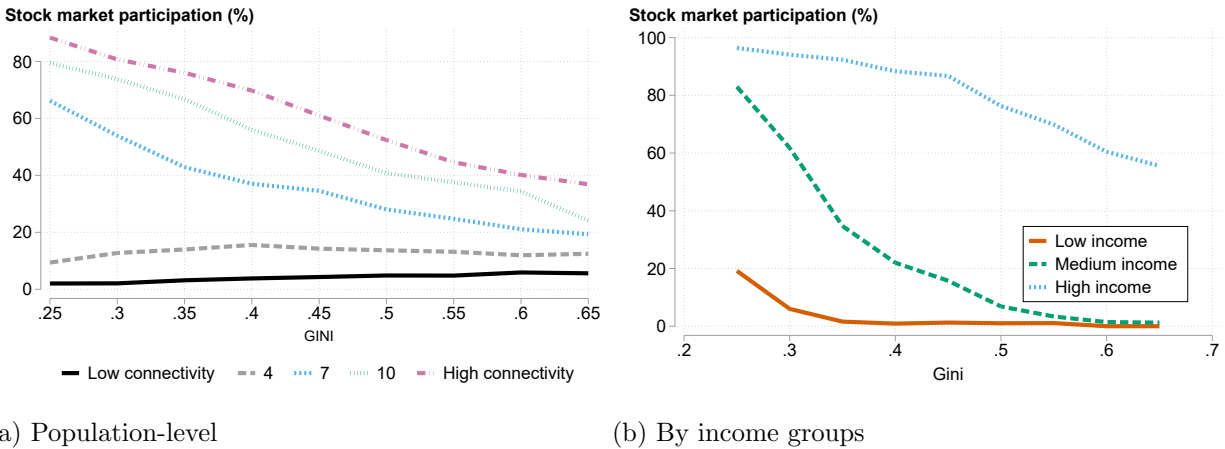 Stock market participation (%)
80
60
40
20
0
.25 .3 .35 .4 .45 .5 .55 .6 .65
GINI
Low connectivity 4 7 10 High connectivity
a) Population-level
Stock market participation (%)
100
80
60
40
20
0
Low income
Medium income
High income
.2 .3 .4 .5 .6 .7
Gini
(b) By income groups